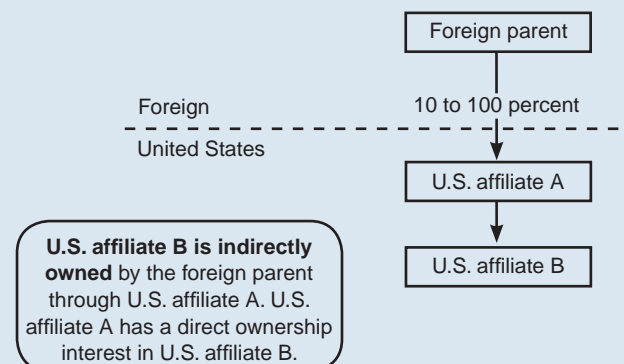 Foreign parent
Foreign
10 to 100 percent
United States
U.S. affiliate A
U.S. affiliate B is indirectly
owned by the foreign parent
through U.S. affiliate A. U.S.
affiliate A has a direct ownership
interest in U.S. affiliate B.
U.S. affiliate B